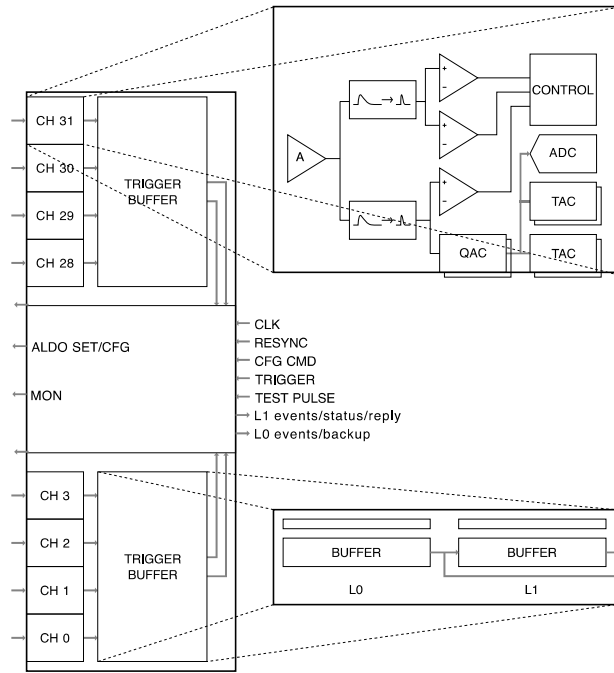 CH 31
CH 30
CH 29
CH 28
TRIGGER
BUFFER
A
+
−
+
−
+
−
CONTROL
ADC
TAC
QAC
TAC
ALDO SET/CFG
MON
CLK
RESYNC
CFG CMD
TRIGGER
TEST PULSE
L1 events/status/reply
L0 events/backup
CH 3
CH 2
CH 1
CH 0
TRIGGER
BUFFER
BUFFER
BUFFER
L0
L1